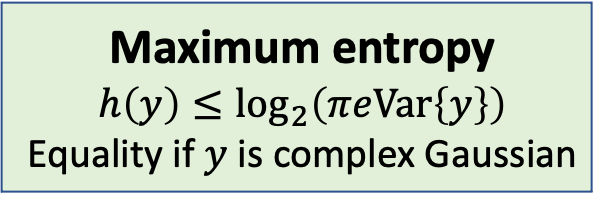 Maximum entropy
ℎ(𝑦) ≤ log₂(𝜋𝑒Var{𝑦})
Equality if 𝑦 is complex Gaussian